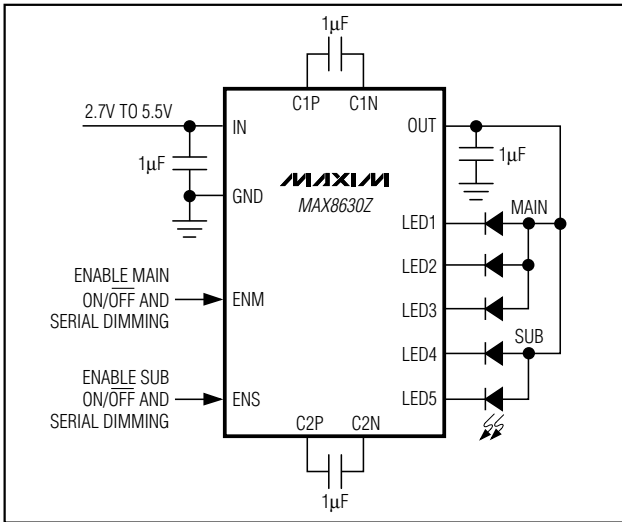 1µF
C1P C1N
2.7V TO 5.5V
IN
OUT
1µF
1µF
GND
MAXIM
MAX8630Z
LED1
MAIN
LED2
ENABLE MAIN
ON/OFF AND
SERIAL DIMMING
ENM
LED3
LED4
SUB
ENABLE SUB
ON/OFF AND
SERIAL DIMMING
ENS
LED5
C2P C2N
1µF